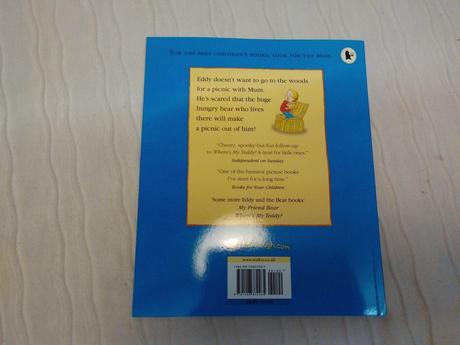 FOR THE BEST CHILDREN'S BOOKS, LOOK FOR THE BEAR
Eddy doesn't want to go to the woods
for a picnic with Mum.
He's scared that the huge
hungry bear who lives
there will make
a picnic out of him!
"Cheery, spooky-but-fun follow-up
to Where's My Teddy? A treat for little ones."
Independent on Sunday
"One of the funniest picture books
I've seen for a long time."
Books for Your Children
Some more Eddy and the Bear books:
My Friend Bear
Where's My Teddy?
www.walker.co.uk